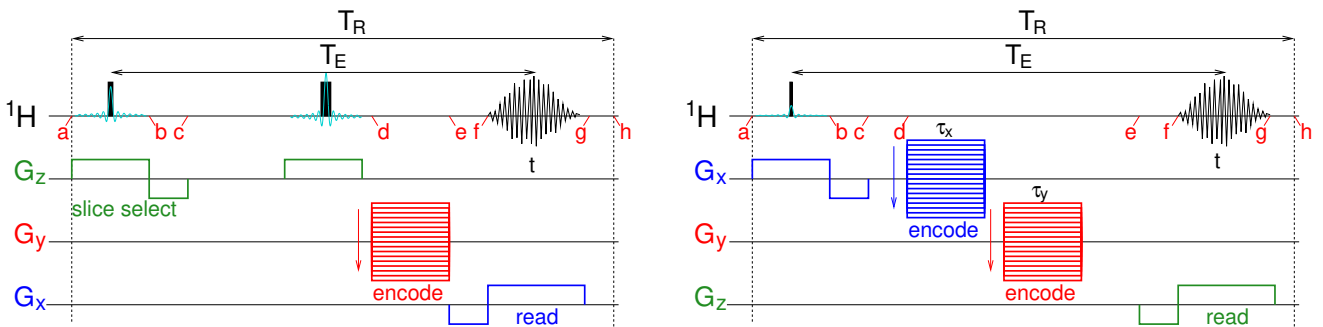 T_R
T_E
¹H
a b c d e f g h
t
G_z
slice select
G_y
encode
G_x
read
T_R
T_E
¹H
a b c d e f g h
τ_x
t
G_x
encode
τ_y
G_y
encode
G_z
read